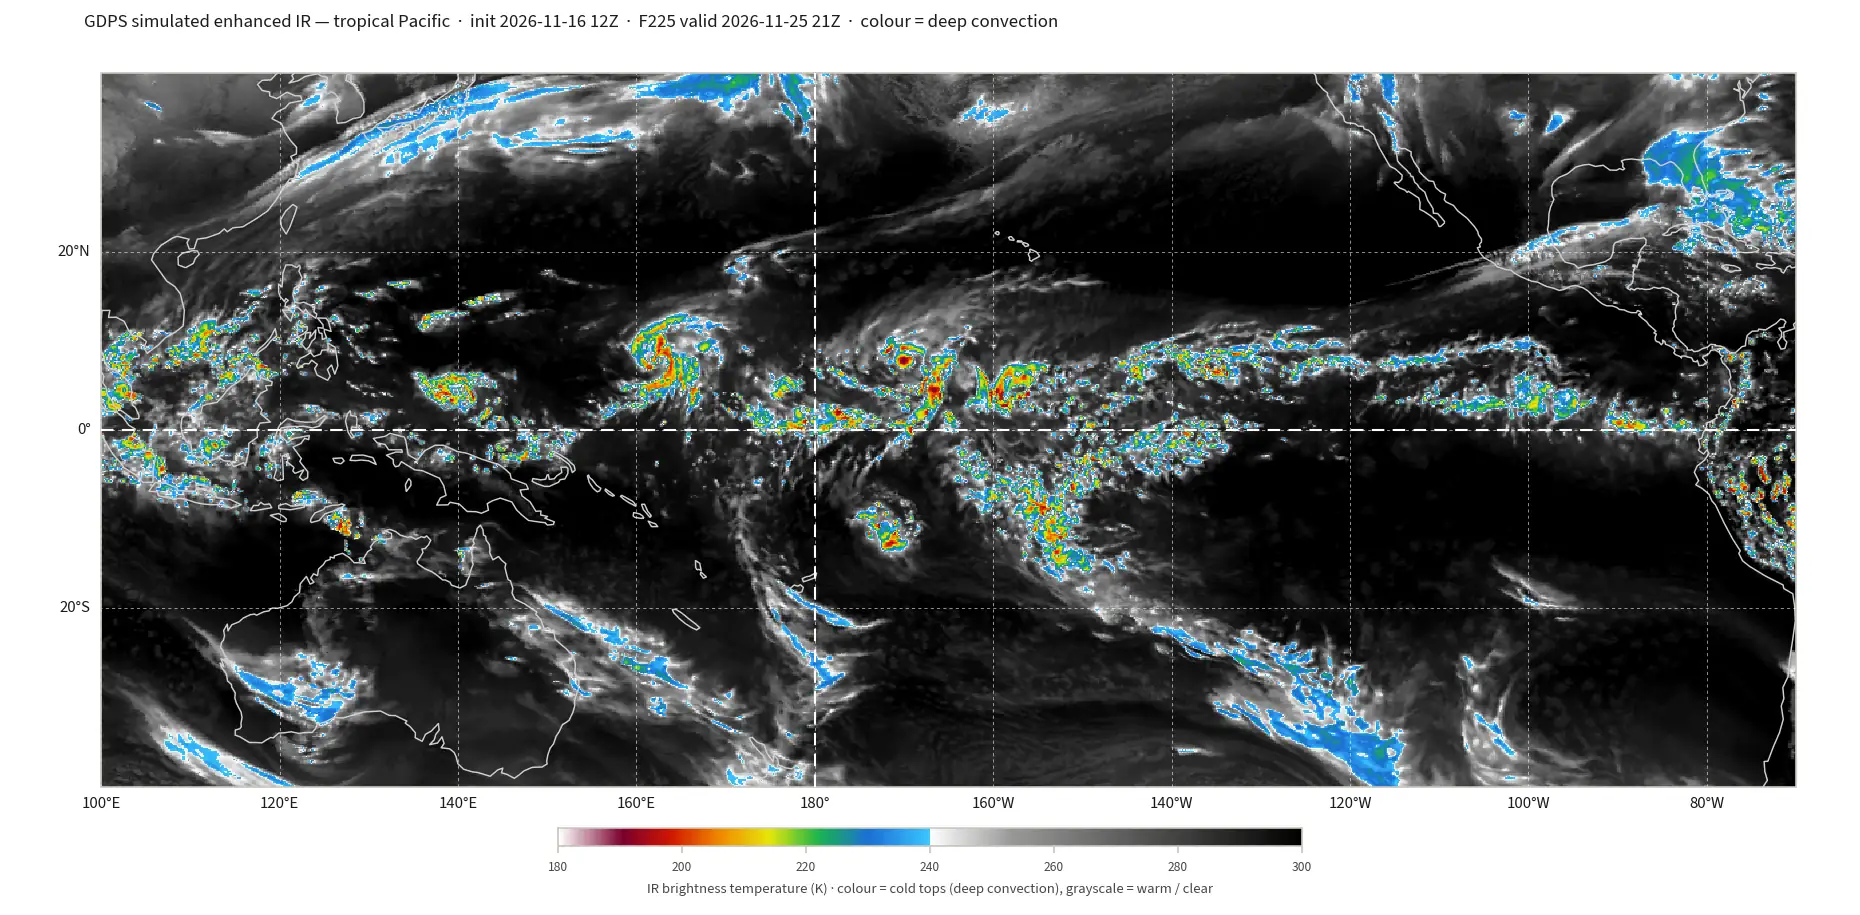 GDPS simulated enhanced IR — tropical Pacific · init 2026-11-16 12Z · F225 valid 2026-11-25 21Z · colour = deep convection
20°N
0°
20°S
100°E 120°E 140°E 160°E 180° 160°W 140°W 120°W 100°W 80°W
180 200 220 240 260 280 300
IR brightness temperature (K) · colour = cold tops (deep convection), grayscale = warm / clear